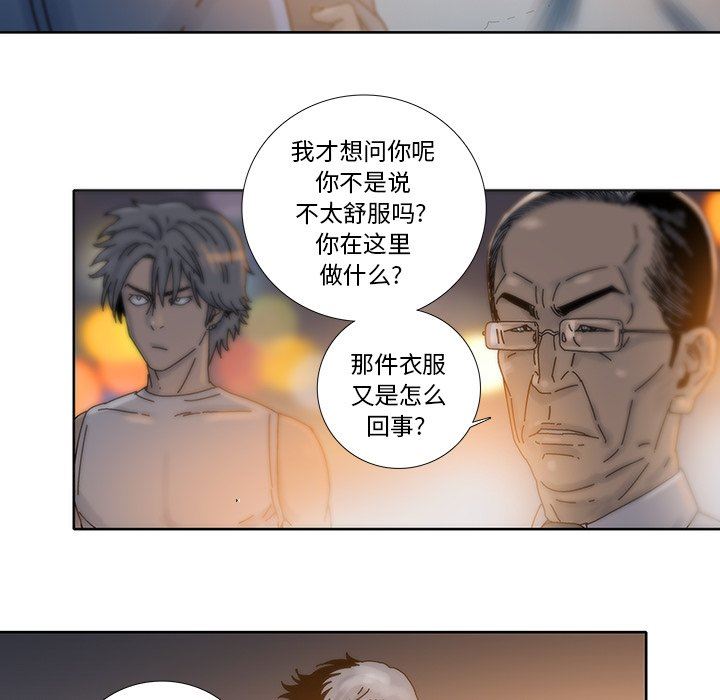 我才想问你呢
你不是说
不太舒服吗?
你在这里
做什么?
那件衣服
又是怎么
回事?